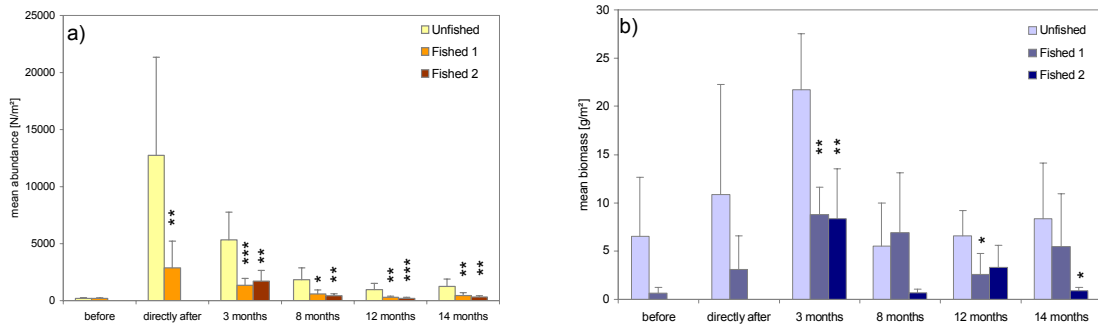 a)
mean abundance [N/m²]
25000
20000
15000
10000
5000
0
Unfished
Fished 1
Fished 2
**
***
**
*
**
**
***
**
**
before
directly after
3 months
8 months
12 months
14 months
b)
mean biomass [g/m²]
30
25
20
15
10
5
0
Unfished
Fished 1
Fished 2
**
**
*
*
before
directly after
3 months
8 months
12 months
14 months